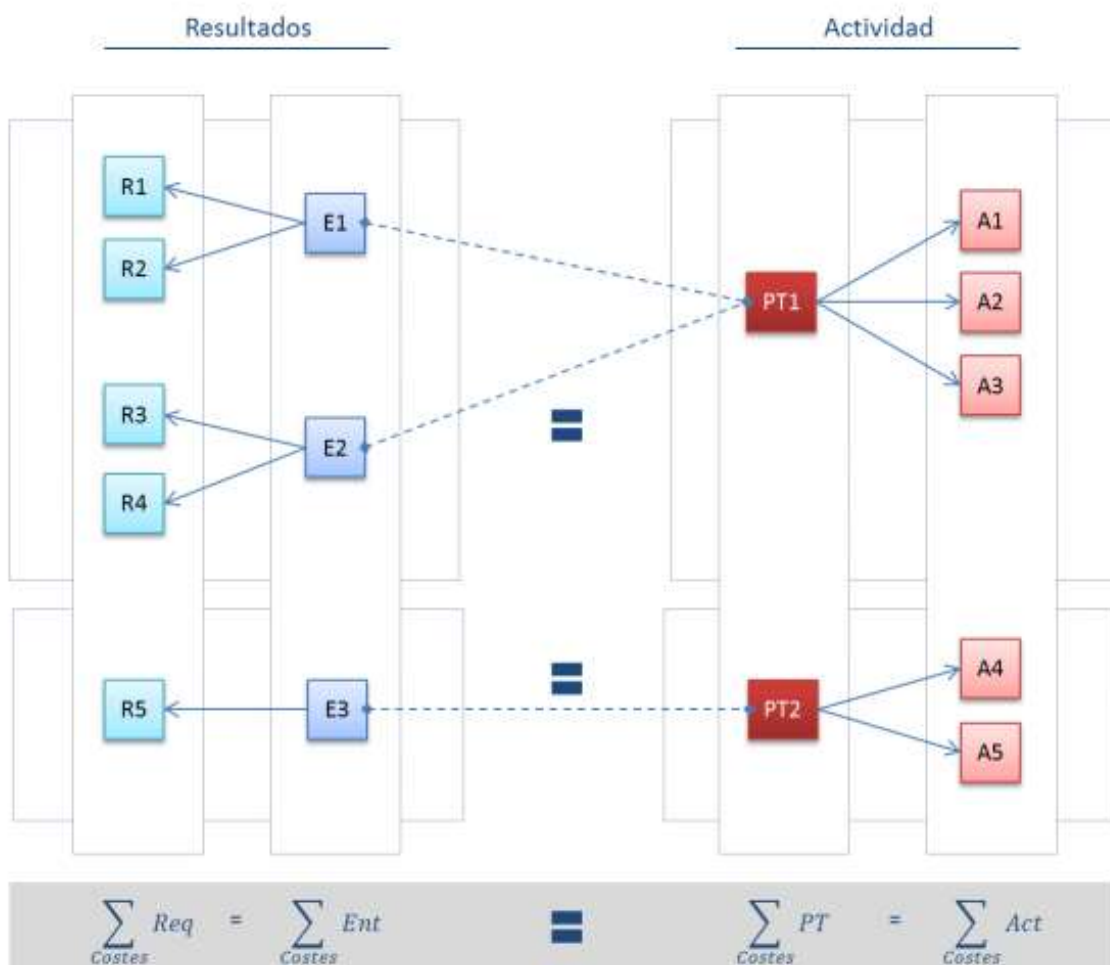 Resultados Actividad
R1
E1 A1
R2
PT1 A2
A3
R3
E2
R4
A4
R5 E3 PT2
A5
∑ Req = ∑ Ent = ∑ PT = ∑ Act
Costes Costes Costes Costes